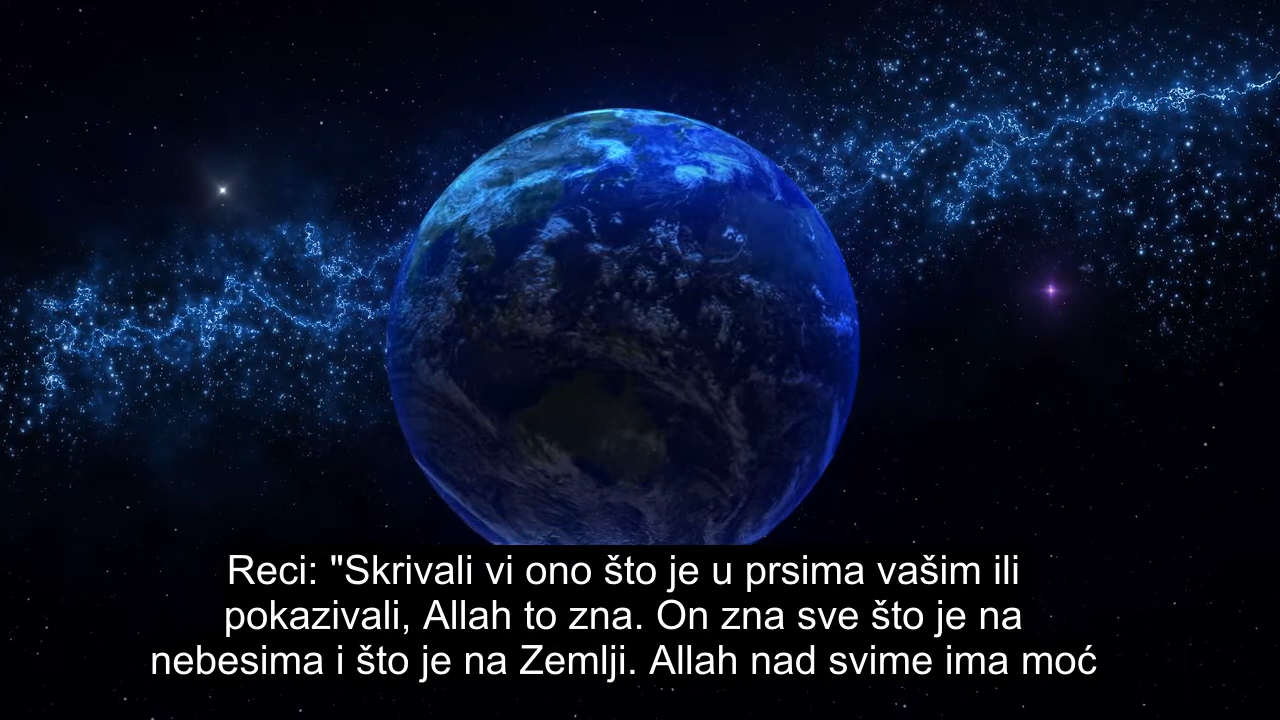 Reci: "Skrivali vi ono što je u prsima vašim ili
pokazivali, Allah to zna. On zna sve što je na
nebesima i što je na Zemlji. Allah nad svime ima moć